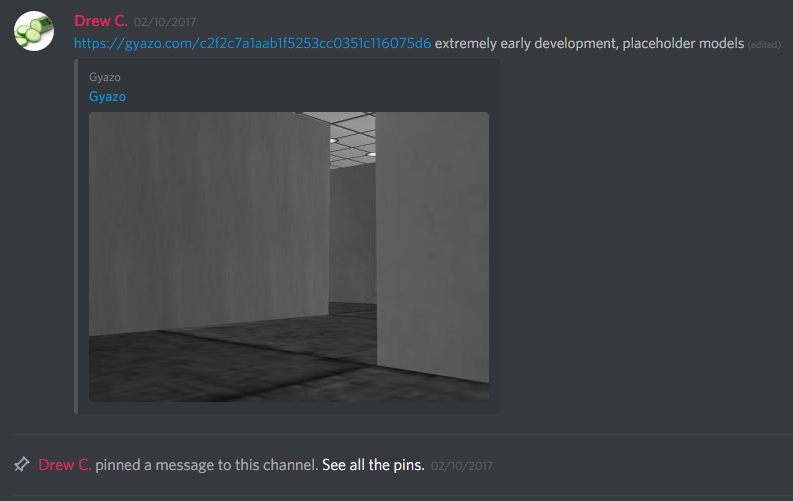 Drew C. 02/10/2017
https://gyazo.com/c2f2c7a1aab1f5253cc0351c116075d6 extremely early development, placeholder models (edited)
Gyazo
Gyazo
Drew C. pinned a message to this channel. See all the pins. 02/10/2017